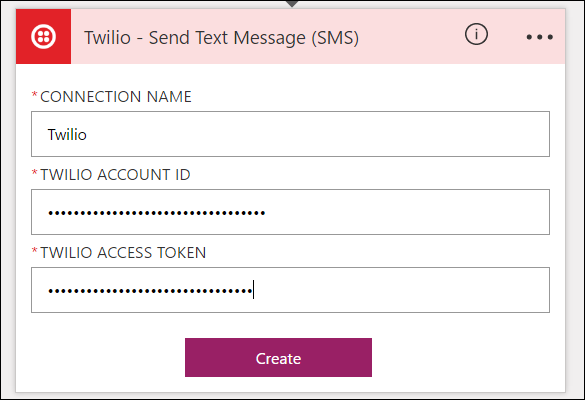 Twilio - Send Text Message (SMS)
* CONNECTION NAME
Twilio
* TWILIO ACCOUNT ID
••••••••••••••••••••••••••••••••••
* TWILIO ACCESS TOKEN
••••••••••••••••••••••••••••••••
Create